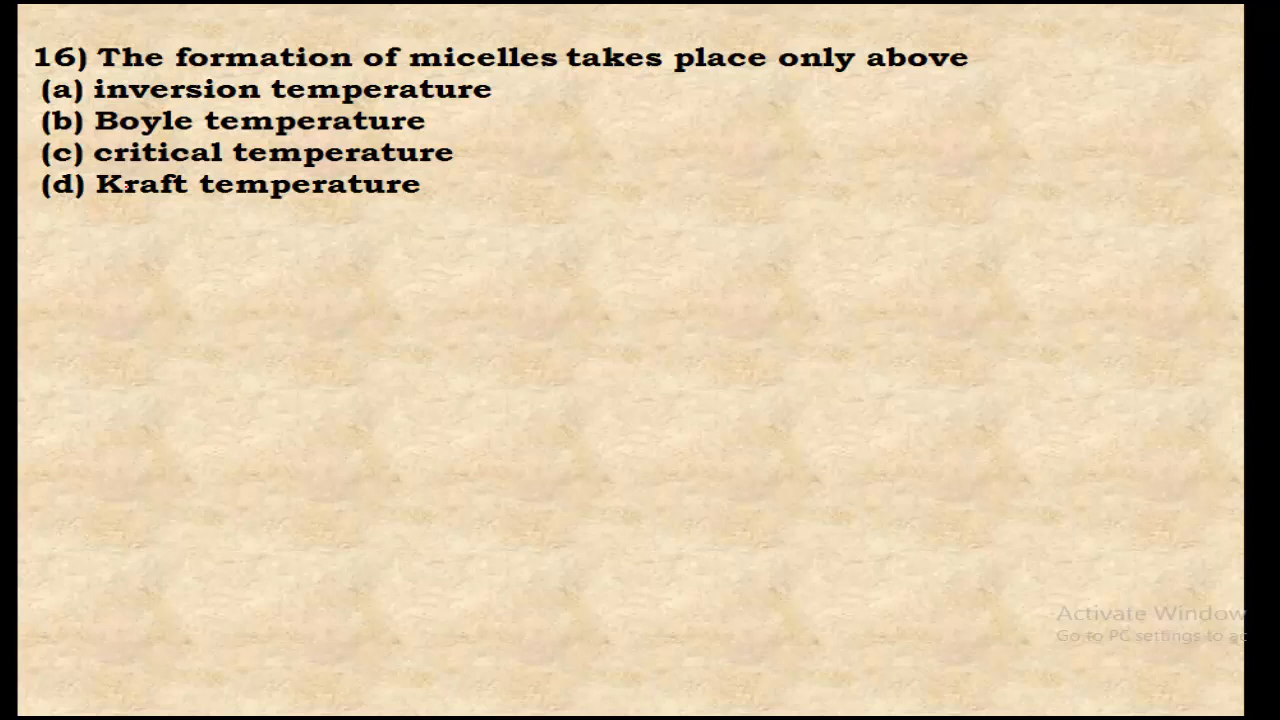 16) The formation of micelles takes place only above
(a) inversion temperature
(b) Boyle temperature
(c) critical temperature
(d) Kraft temperature
Activate Window
Go to PC settings to ac